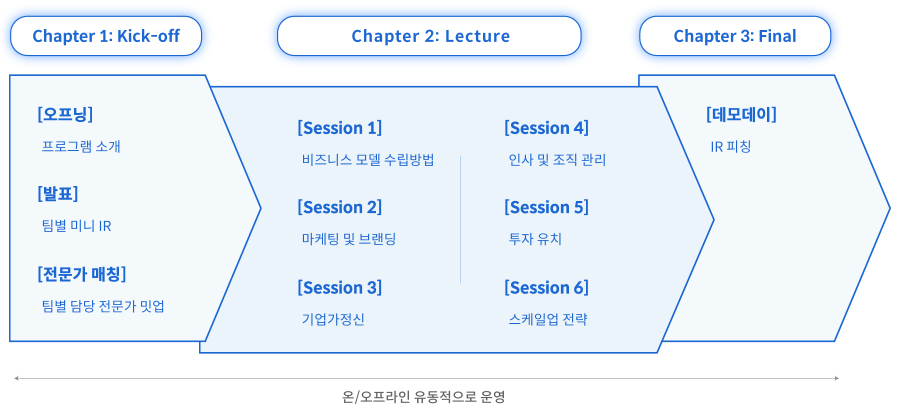 Chapter 1: Kick-off
[오프닝]
프로그램 소개
[발표]
팀별 미니 IR
[전문가 매칭]
팀별 담당 전문가 밋업
Chapter 2: Lecture
[Session 1]
비즈니스 모델 수립방법
[Session 2]
마케팅 및 브랜딩
[Session 3]
기업가정신
[Session 4]
인사 및 조직 관리
[Session 5]
투자 유치
[Session 6]
스케일업 전략
Chapter 3: Final
[데모데이]
IR 피칭
온/오프라인 유동적으로 운영